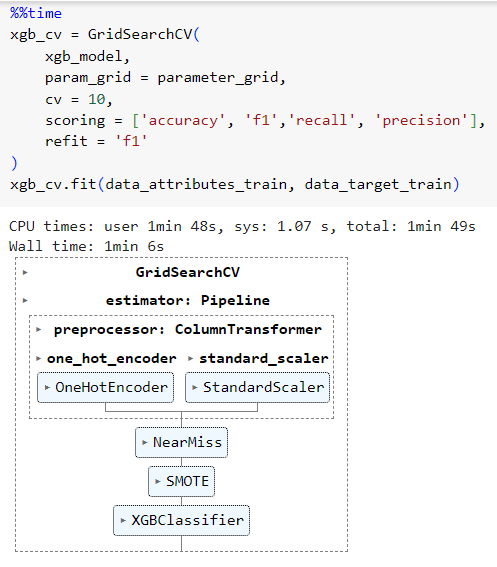 %%time
xgb_cv = GridSearchCV(
    xgb_model,
    param_grid = parameter_grid,
    cv = 10,
    scoring = ['accuracy', 'f1','recall', 'precision'],
    refit = 'f1'
)
xgb_cv.fit(data_attributes_train, data_target_train)
CPU times: user 1min 48s, sys: 1.07 s, total: 1min 49s
Wall time: 1min 6s
GridSearchCV
estimator: Pipeline
preprocessor: ColumnTransformer
one_hot_encoder standard_scaler
OneHotEncoder StandardScaler
NearMiss
SMOTE
XGBClassifier